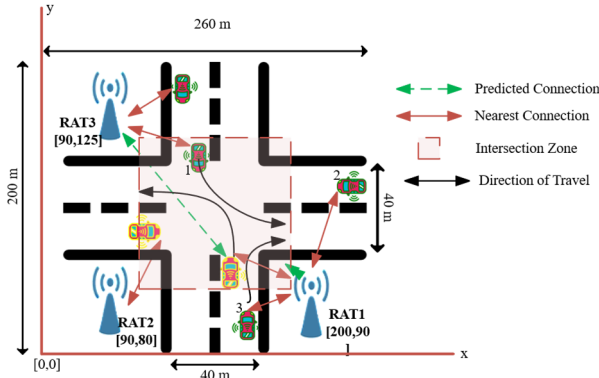 y
260 m
RAT3
[90,125]
Predicted Connection
Nearest Connection
Intersection Zone
Direction of Travel
200 m
1
2
40 m
3
RAT2
[90,80]
RAT1
[200,90
]
[0,0]
40 m
x